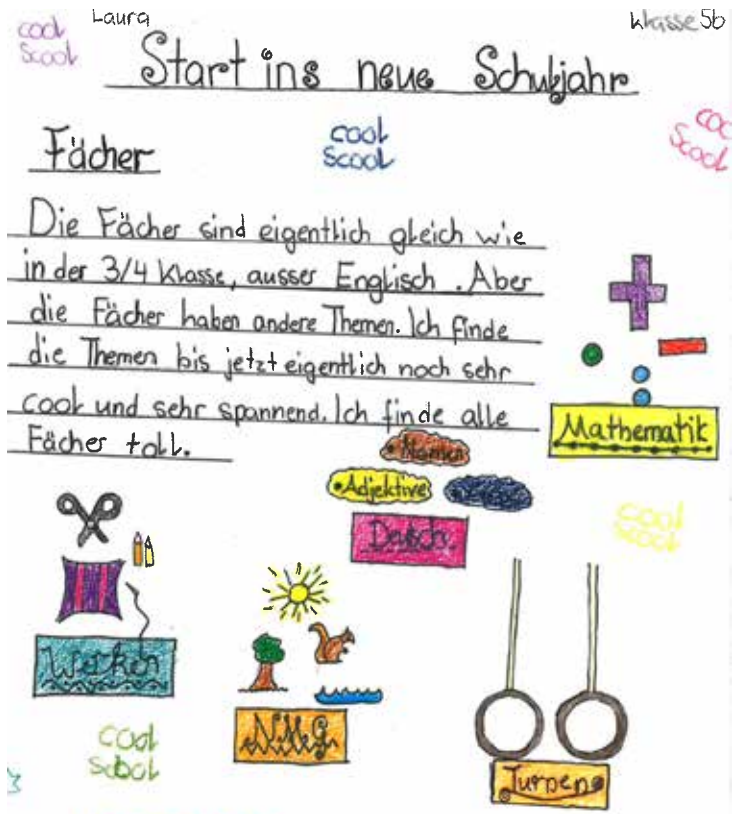 Laura
Klasse 5b
cool
Scool
Start ins neue Schuljahr
coo
Scool
cool
Scool
Fächer
Die Fächer sind eigentlich gleich wie
in der 3/4 Klasse, ausser Englisch. Aber
die Fächer haben andere Themen. Ich finde
die Themen bis jetzt eigentlich noch sehr
cool und sehr spannend. Ich finde alle
Fächer toll.
Mathematik
Nomen
Adjektive
Deutsch
cool
Scool
Werken
NMG
cool
Scool
Turnen